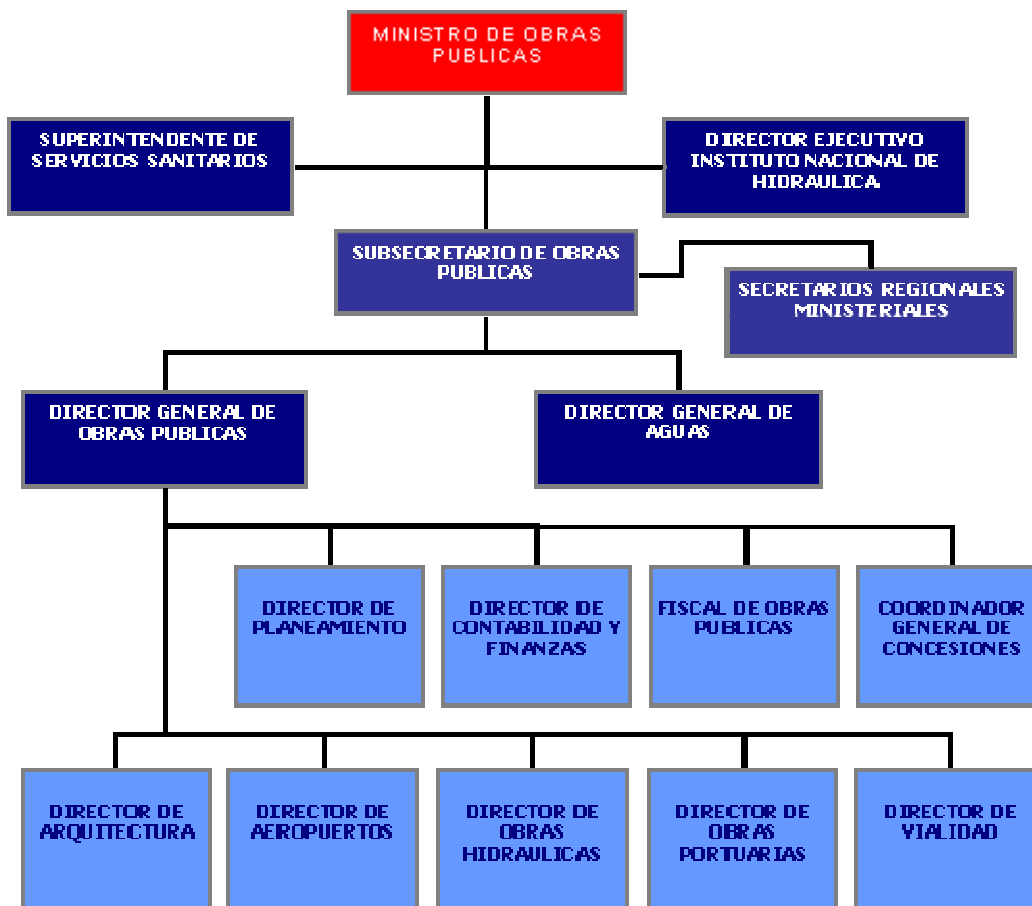 MINISTRO DE OBRAS
PUBLICAS
SUPERINTENDENTE DE
SERVICIOS SANITARIOS
DIRECTOR EJECUTIVO
INSTITUTO NACIONAL DE
HIDRAULICA
SUBSECRETARIO DE OBRAS
PUBLICAS
SECRETARIOS REGIONALES
MINISTERIALES
DIRECTOR GENERAL DE
OBRAS PUBLICAS
DIRECTOR GENERAL DE
AGUAS
DIRECTOR DE
PLANEAMIENTO
DIRECTOR DE
CONTABILIDAD Y
FINANZAS
FISCAL DE OBRAS
PUBLICAS
COORDINADOR
GENERAL DE
CONCESIONES
DIRECTOR DE
ARQUITECTURA
DIRECTOR DE
AEROPUERTOS
DIRECTOR DE
OBRAS
HIDRAULICAS
DIRECTOR DE
OBRAS
PORTUARIAS
DIRECTOR DE
VIALIDAD